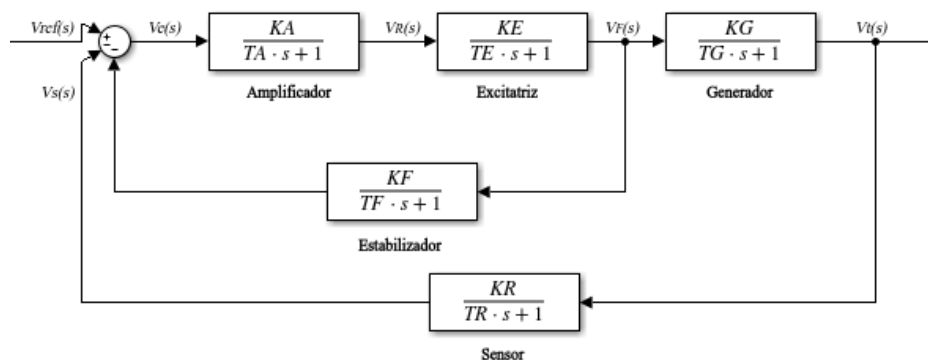 Vref(s)
+
−
−
Ve(s)
KA
TA · s + 1
Amplificador
VR(s)
KE
TE · s + 1
Excitatriz
VF(s)
KG
TG · s + 1
Generador
Vt(s)
Vs(s)
KF
TF · s + 1
Estabilizador
KR
TR · s + 1
Sensor